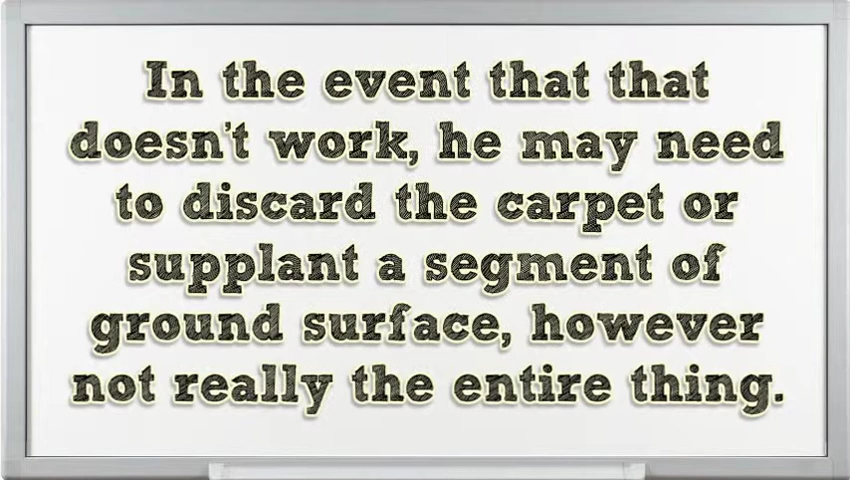 In the event that that
doesn't work, he may need
to discard the carpet or
supplant a segment of
ground surface, however
not really the entire thing.